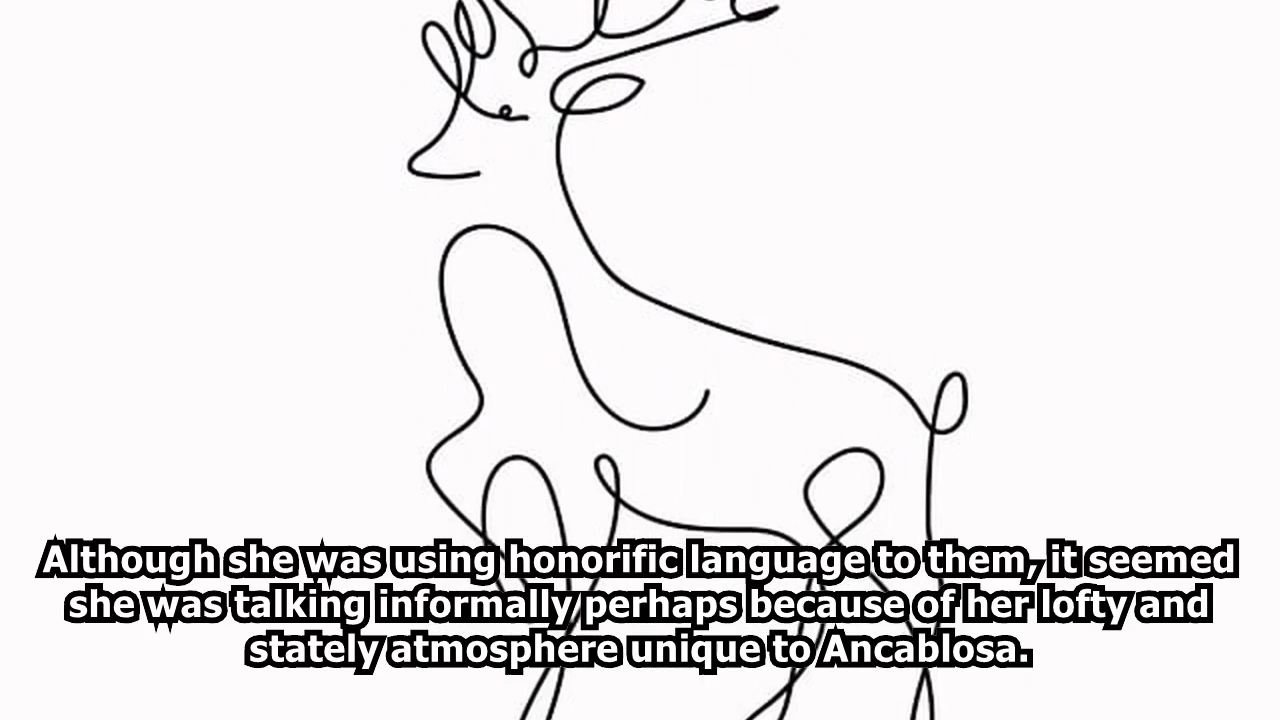 Although she was using honorific language to them, it seemed
she was talking informally perhaps because of her lofty and
stately atmosphere unique to Ancablosa.